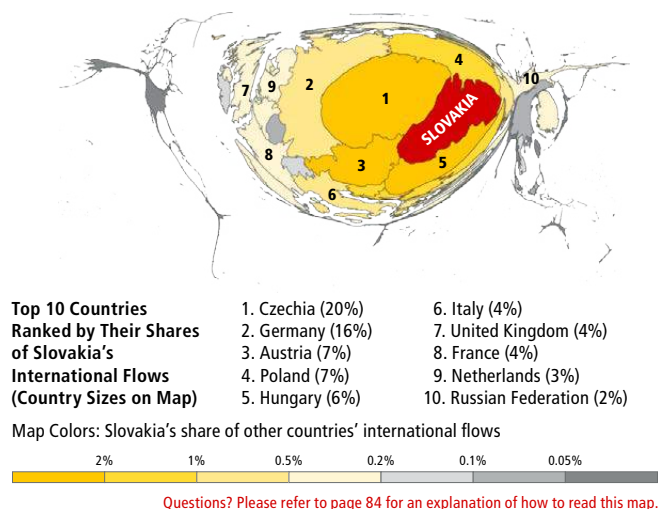 4
10
7
9
2
1
SLOVAKIA
8
3
5
6
Top 10 Countries
Ranked by Their Shares
of Slovakia's
International Flows
(Country Sizes on Map)
1. Czechia (20%)
2. Germany (16%)
3. Austria (7%)
4. Poland (7%)
5. Hungary (6%)
6. Italy (4%)
7. United Kingdom (4%)
8. France (4%)
9. Netherlands (3%)
10. Russian Federation (2%)
Map Colors: Slovakia's share of other countries' international flows
2% 1% 0.5% 0.2% 0.1% 0.05%
Questions? Please refer to page 84 for an explanation of how to read this map.